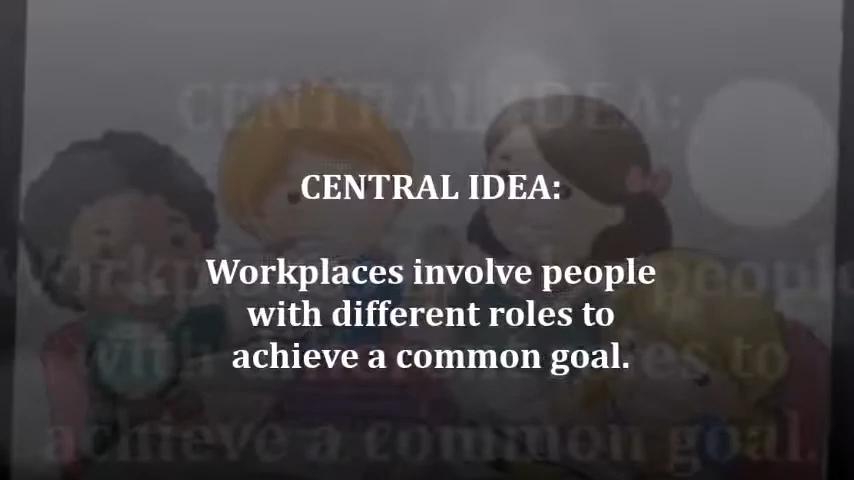 CENTRAL IDEA:
Workplaces involve people
with different roles to
achieve a common goal.